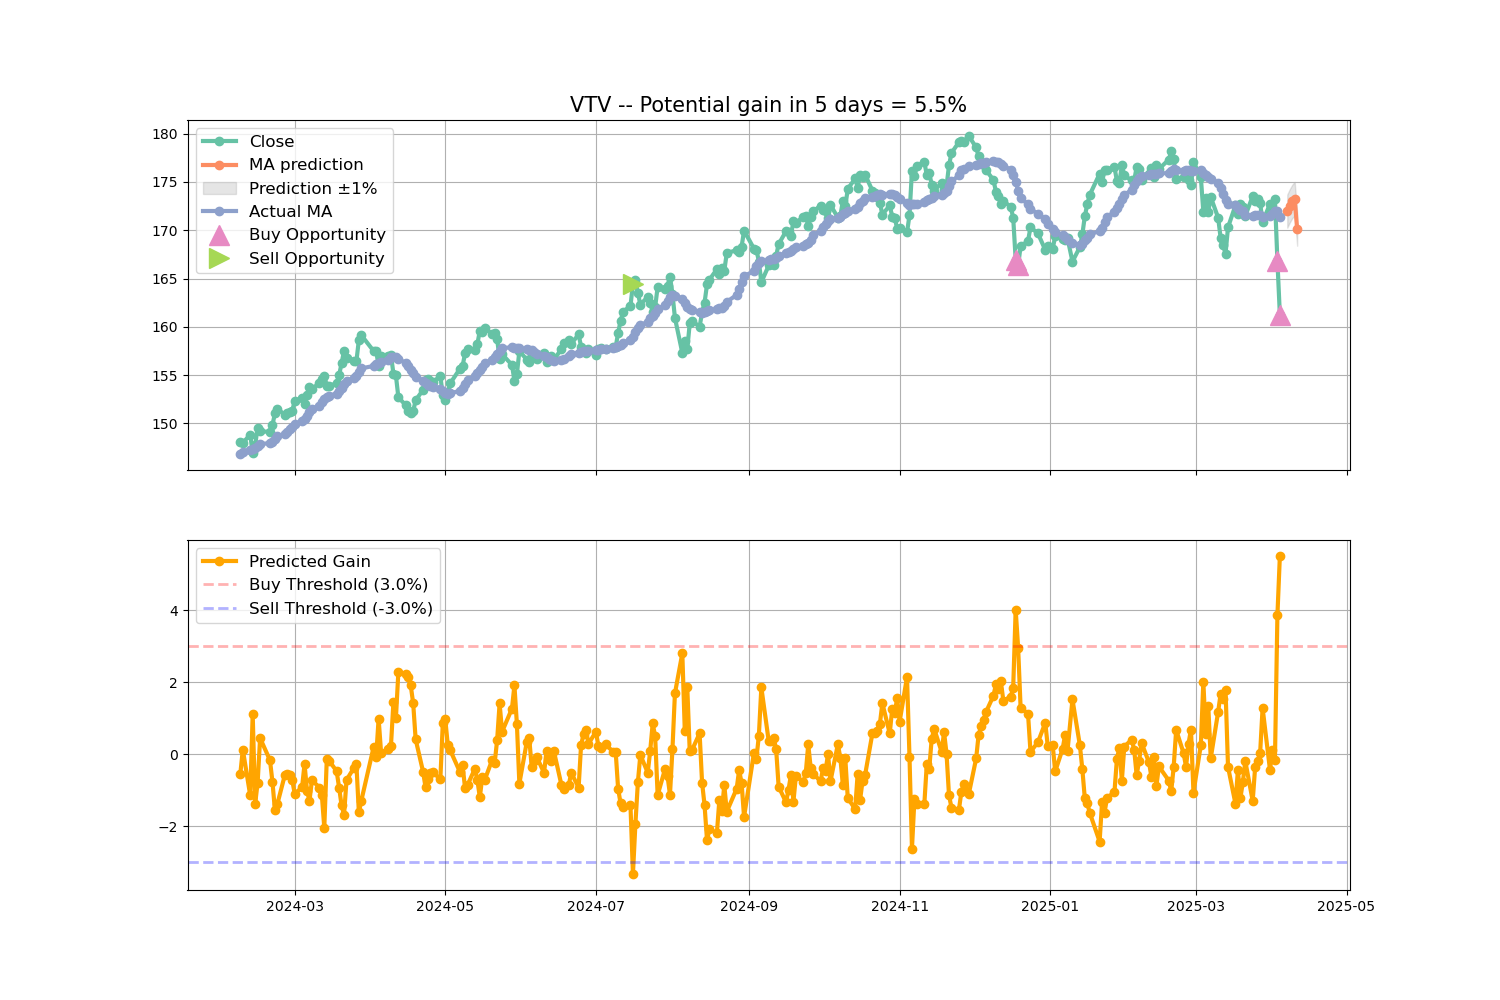 VTV -- Potential gain in 5 days = 5.5%
180
175
170
165
160
155
150
Close
MA prediction
Prediction ±1%
Actual MA
Buy Opportunity
Sell Opportunity
4
2
0
−2
Predicted Gain
Buy Threshold (3.0%)
Sell Threshold (-3.0%)
2024-03
2024-05
2024-07
2024-09
2024-11
2025-01
2025-03
2025-05